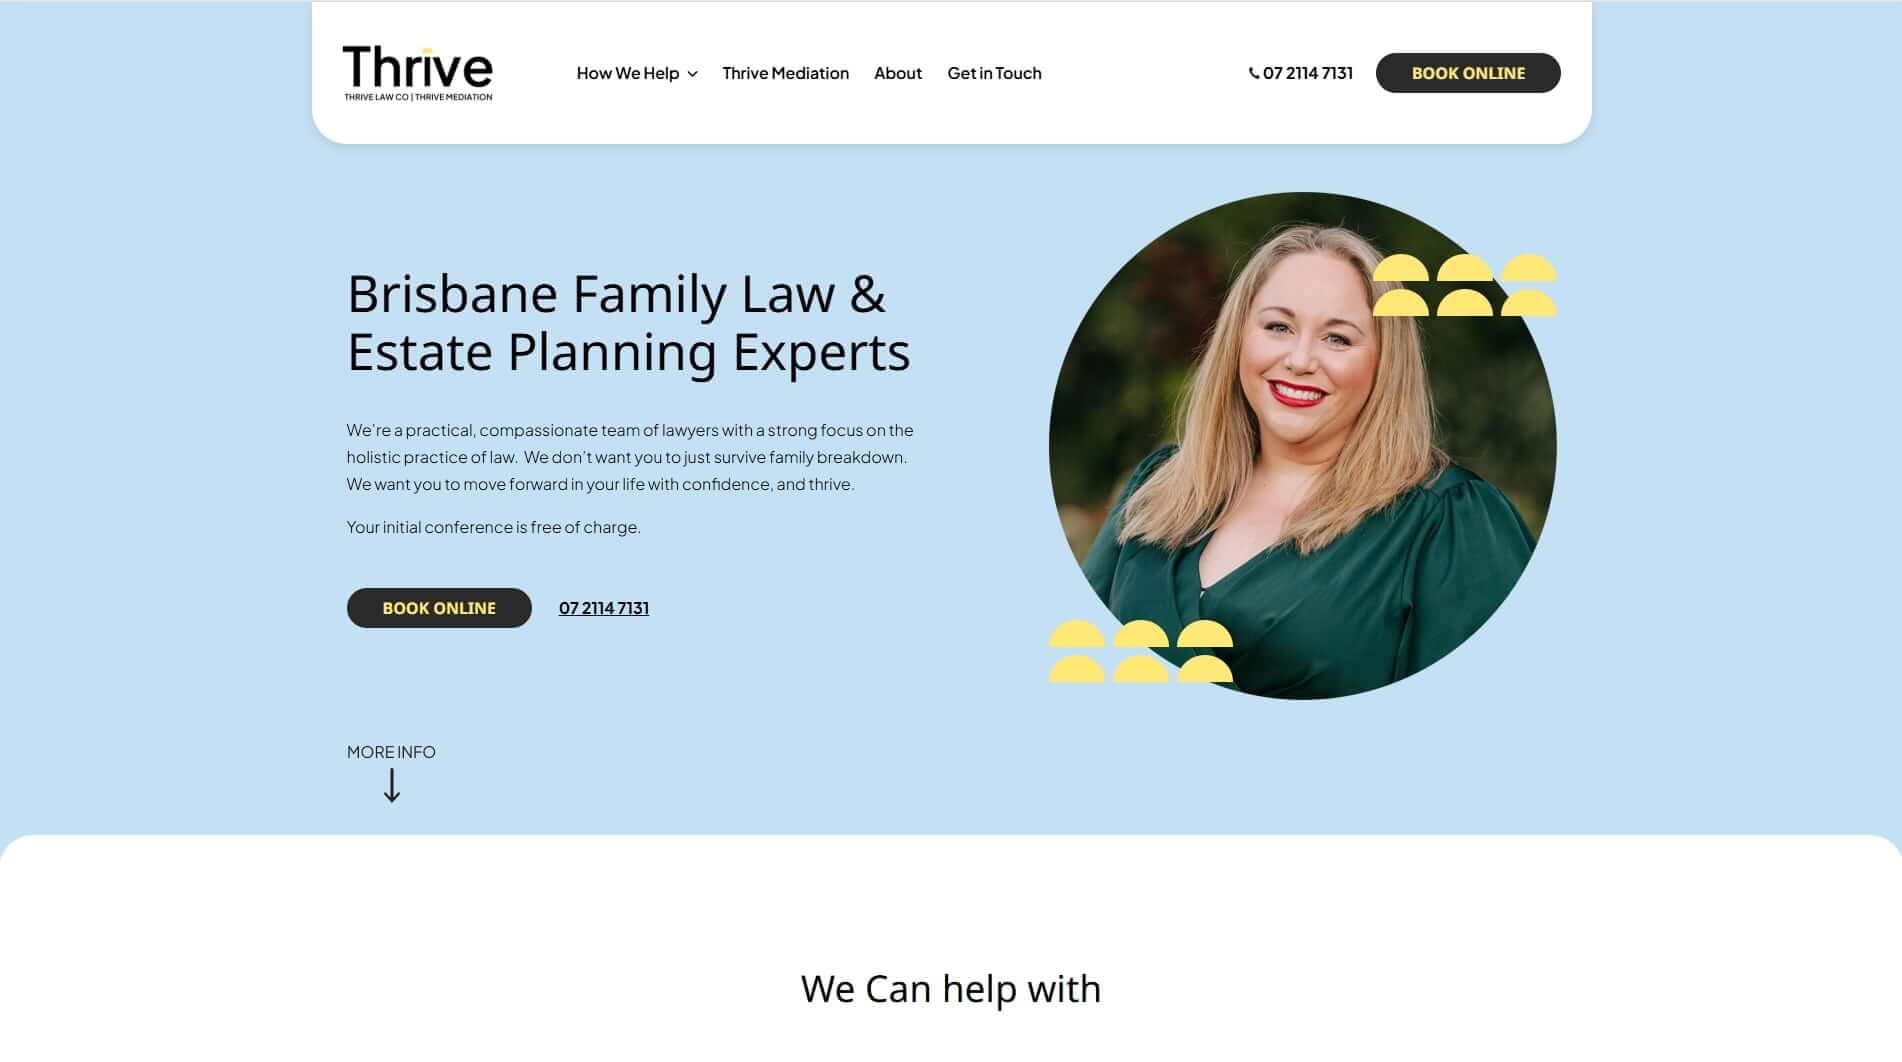 Thrive
THRIVE LAW CO | THRIVE MEDIATION
How We Help
Thrive Mediation
About
Get in Touch
07 2114 7131
BOOK ONLINE
Brisbane Family Law &
Estate Planning Experts
We're a practical, compassionate team of lawyers with a strong focus on the
holistic practice of law.  We don't want you to just survive family breakdown.
We want you to move forward in your life with confidence, and thrive.
Your initial conference is free of charge.
BOOK ONLINE
07 2114 7131
MORE INFO
We Can help with